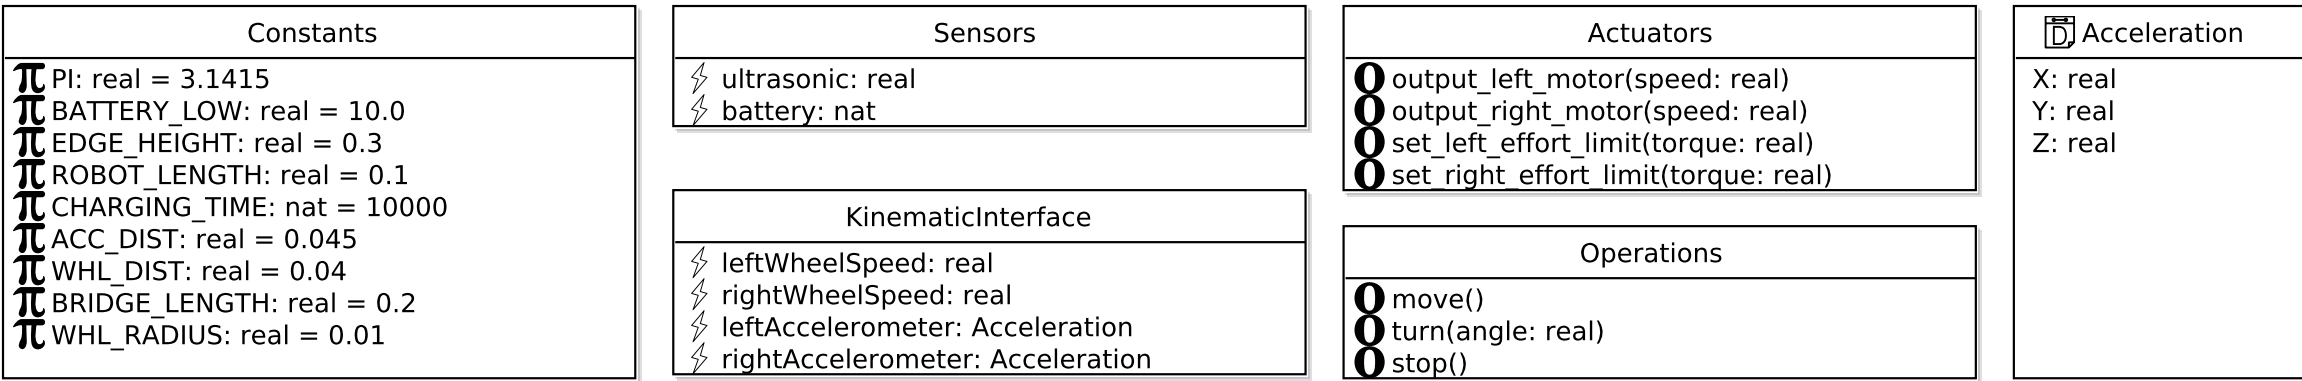 Constants
π PI: real = 3.1415
π BATTERY_LOW: real = 10.0
π EDGE_HEIGHT: real = 0.3
π ROBOT_LENGTH: real = 0.1
π CHARGING_TIME: nat = 10000
π ACC_DIST: real = 0.045
π WHL_DIST: real = 0.04
π BRIDGE_LENGTH: real = 0.2
π WHL_RADIUS: real = 0.01
Sensors
ultrasonic: real
battery: nat
KinematicInterface
leftWheelSpeed: real
rightWheelSpeed: real
leftAccelerometer: Acceleration
rightAccelerometer: Acceleration
Actuators
O output_left_motor(speed: real)
O output_right_motor(speed: real)
O set_left_effort_limit(torque: real)
O set_right_effort_limit(torque: real)
Operations
O move()
O turn(angle: real)
O stop()
D Acceleration
X: real
Y: real
Z: real